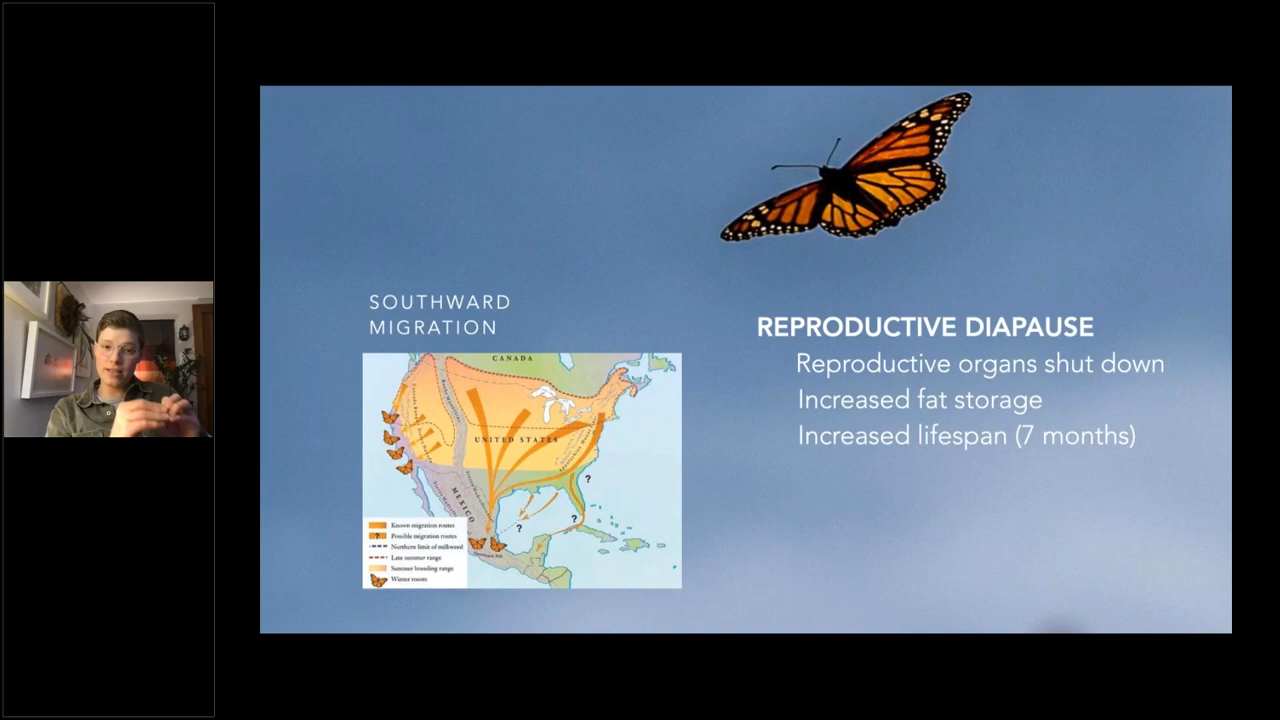 SOUTHWARD
MIGRATION
REPRODUCTIVE DIAPAUSE
Reproductive organs shut down
Increased fat storage
Increased lifespan (7 months)
CANADA
UNITED STATES
MEXICO
?
?
?
Known migration routes
? Possible migration routes
Northern limit of milkweed
Late summer range
Summer breeding range
Winter roosts